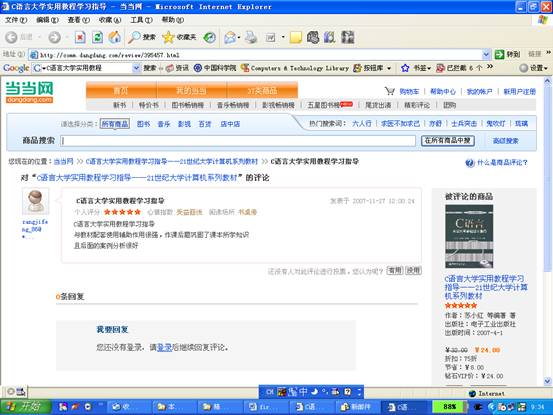 C语言大学实用教程学习指导 - 当当网 - Microsoft Internet Explorer
文件(F) 编辑(E) 查看(V) 收藏(A) 工具(T) 帮助(H)
后退 搜索 收藏夹
地址(D) http://comm.dangdang.com/review/395457.html 转到 链接
Google C语言大学实用教程 搜索 资讯 中国科学院 Computers & Technology Library 按钮库 书签 已拦截 6 个 设置
当当网
dangdang.com
首页 我的当当 37类商品
购物车 帮助中心 我的帐户 新用户注册
新书 特价书 图书畅销榜 音乐畅销榜 影视畅销榜 五星图书榜 尾货出清 精彩评论 团购
请选择分类: 所有商品 图书 音乐 影视 百货 店中店
热门搜索词: 六人行 求医不如求己 亦舒 士兵突击 鬼吹灯 琉璃
商品搜索 在所有商品中搜 高级搜索
您现在的位置: 当当网 >> C语言大学实用教程学习指导——21世纪大学计算机系列教材 >> C语言大学实用教程学习指导
什么是商品评论?
对“C语言大学实用教程学习指导——21世纪大学计算机系列教材”的评论
C语言大学实用教程学习指导 发表于 2007-11-27 12:00:24
个人评分 心情指数 受益匪浅 阅读场所 书桌旁
C语言大学实用教程学习指导
与教材配套使用辅助作用很强,作课后题巩固了课本所学知识
且后面的案例分析很好
还没有人对此评论进行投票,您认为呢? 有用 没用
0条回复
我要回复
您还没有登录,请登录后继续回复评论。
被评论的商品
C语言
C语言大学实用教程学习指导——21世纪大学计算机系列教材
作者:苏小红 等编著 著
出版社:电子工业出版社
出版时间:2007-4-1
￥32.00 ￥24.00
折扣:75折
节省:￥8.00
钻石VIP价:￥24.00
Internet
开始 收... 本... 精... fir... C语... 新邮件 C语... 88% 9:34